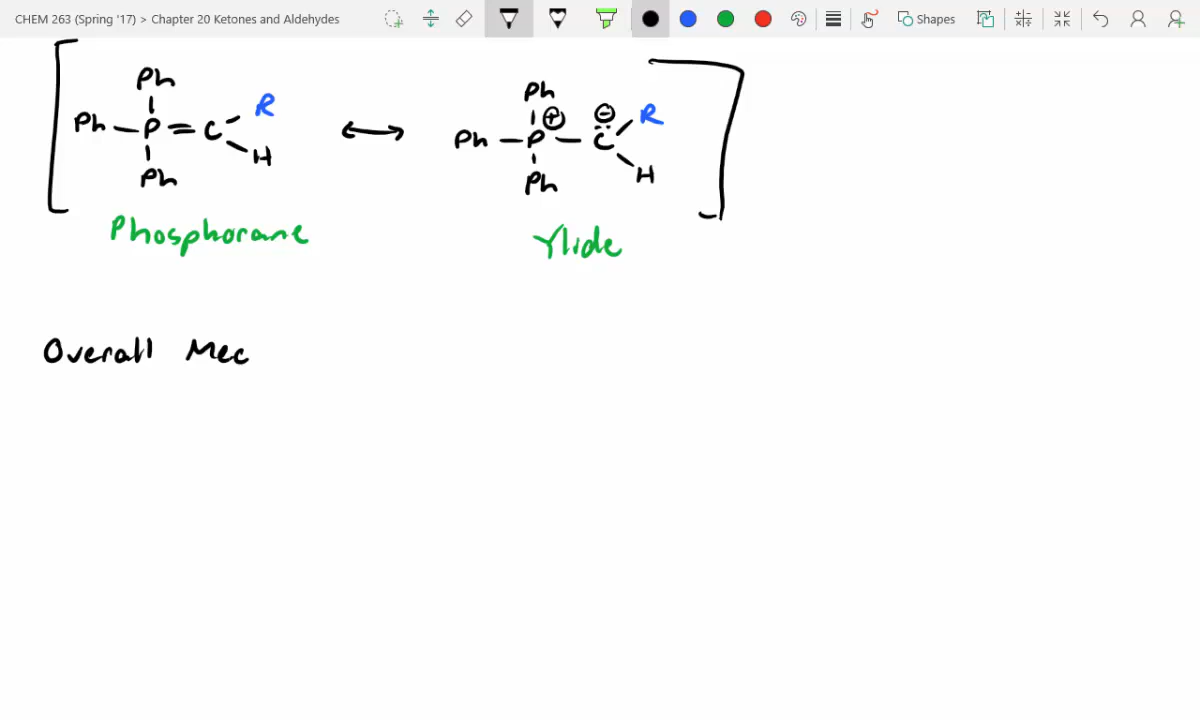 CHEM 263 (Spring '17) > Chapter 20 Ketones and Aldehydes
Shapes
Ph Ph
Ph–P=C R ↔ Ph–P⊕–C̈⊖ R
H H
Ph Ph
Phosphorane Ylide
Overall Mec